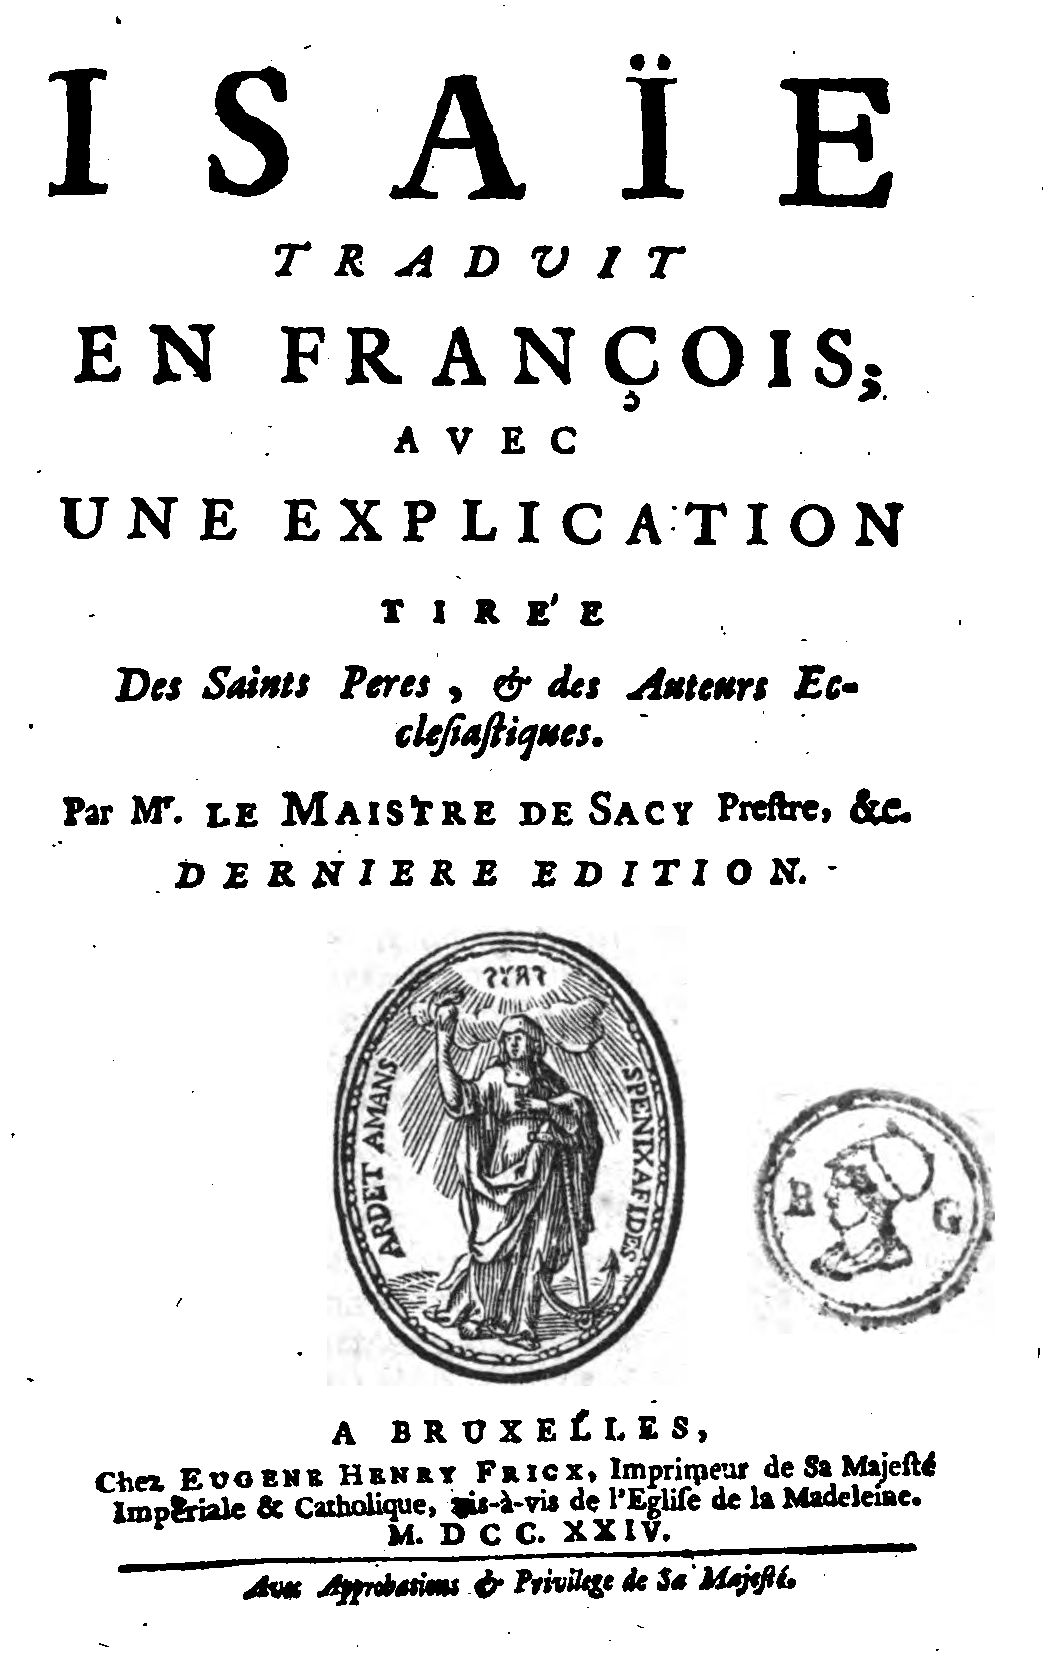 ISAÏE
TRADUIT
EN FRANÇOIS;
AVEC
UNE EXPLICATION
TIRE'E
Des Saints Peres, & des Auteurs Ec-
clesiaſtiques.
Par Mr. LE MAISTRE DE SACY Preſtre, &c.
DERNIERE EDITION.
ARDET AMANS
SPE NIXA FIDES
R G
A BRUXELLES,
Chez EUGENE HENRY FRICX, Imprimeur de Sa Majeſté
Imperiale & Catholique, vis-à-vis de l'Egliſe de la Madeleine.
M. DCC. XXIV.
Avec Approbations & Privilege de Sa Majeſté.